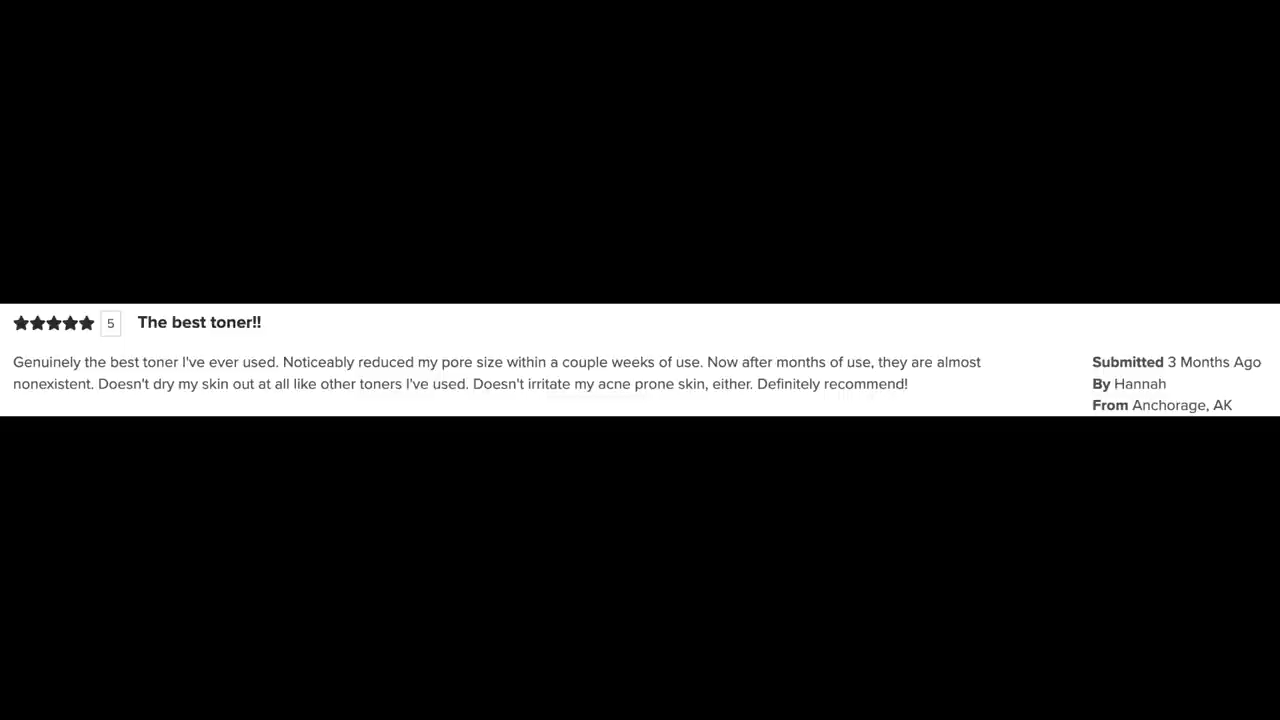 5 The best toner!!
Genuinely the best toner I've ever used. Noticeably reduced my pore size within a couple weeks of use. Now after months of use, they are almost
nonexistent. Doesn't dry my skin out at all like other toners I've used. Doesn't irritate my acne prone skin, either. Definitely recommend!
Submitted 3 Months Ago
By Hannah
From Anchorage, AK